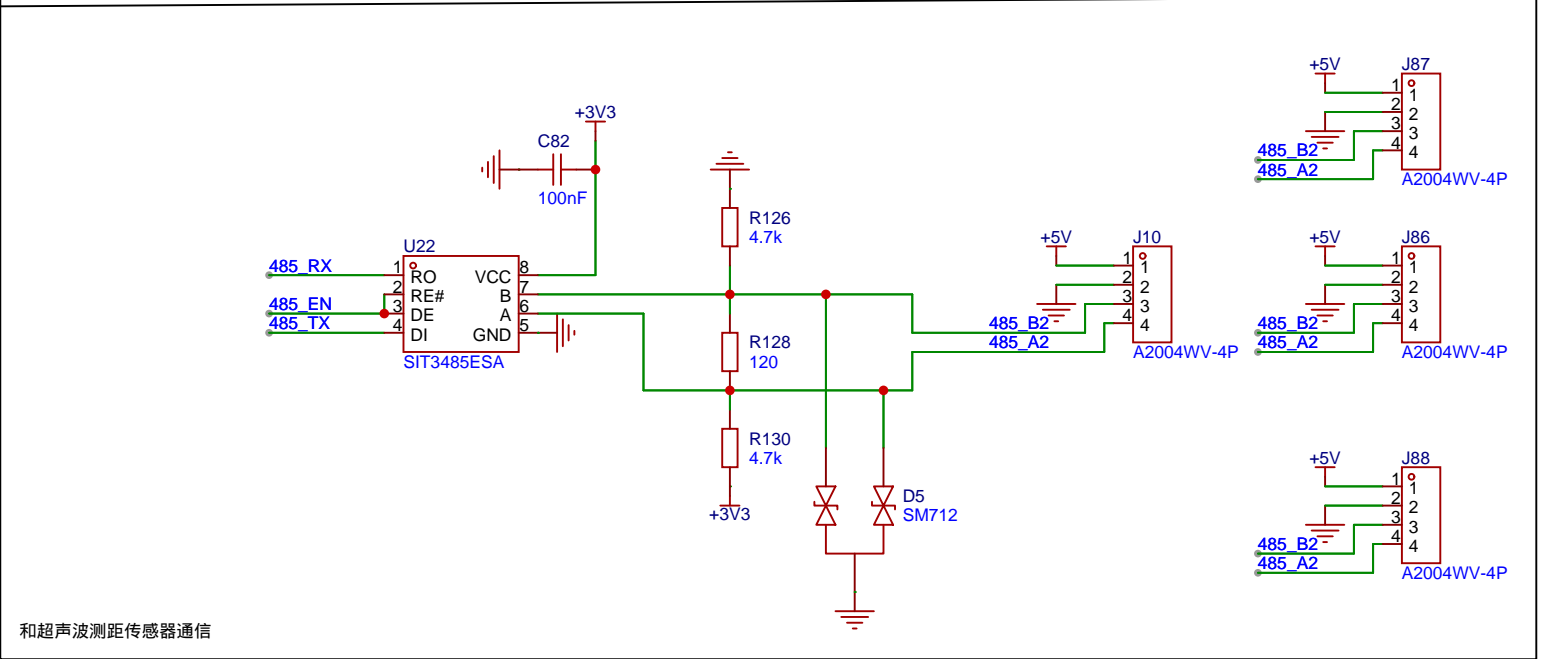 +3V3
C82
100nF
U22
485_RX
485_EN
485_TX
1
2
3
4
RO
RE#
DE
DI
VCC
B
A
GND
8
7
6
5
SIT3485ESA
R126
4.7k
R128
120
R130
4.7k
+3V3
D5
SM712
+5V
J10
1
2
3
4
1
2
3
4
485_B2
485_A2
A2004WV-4P
+5V
J87
1
2
3
4
1
2
3
4
485_B2
485_A2
A2004WV-4P
+5V
J86
1
2
3
4
1
2
3
4
485_B2
485_A2
A2004WV-4P
+5V
J88
1
2
3
4
1
2
3
4
485_B2
485_A2
A2004WV-4P
和超声波测距传感器通信